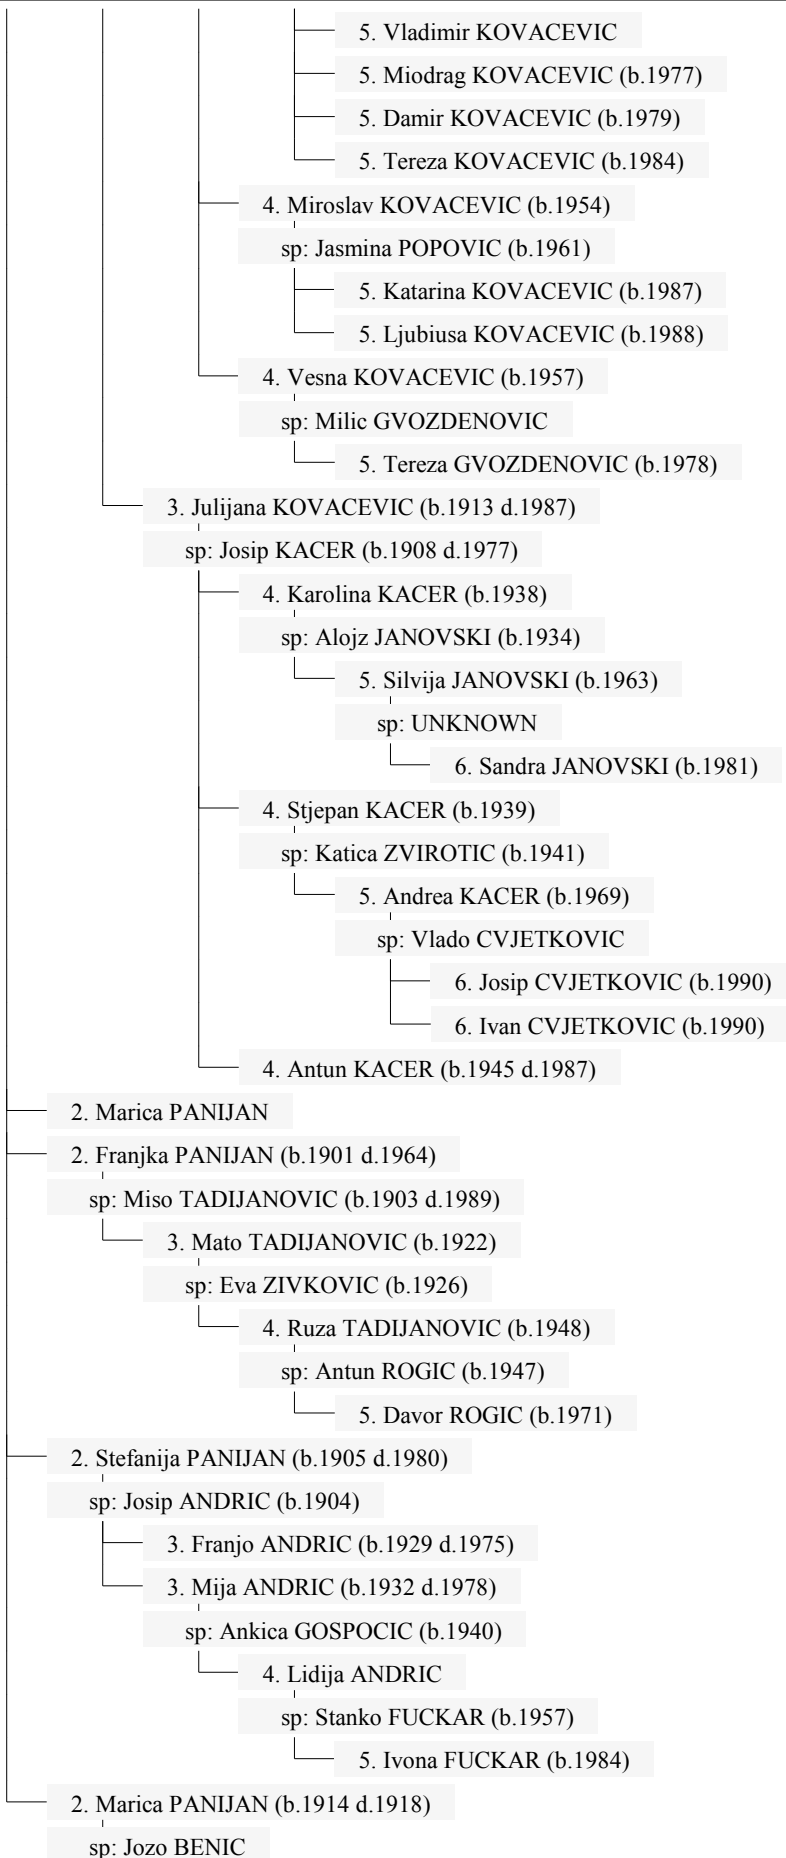 5. Vladimir KOVACEVIC
5. Miodrag KOVACEVIC (b.1977)
5. Damir KOVACEVIC (b.1979)
5. Tereza KOVACEVIC (b.1984)
4. Miroslav KOVACEVIC (b.1954)
sp: Jasmina POPOVIC (b.1961)
5. Katarina KOVACEVIC (b.1987)
5. Ljubiusa KOVACEVIC (b.1988)
4. Vesna KOVACEVIC (b.1957)
sp: Milic GVOZDENOVIC
5. Tereza GVOZDENOVIC (b.1978)
3. Julijana KOVACEVIC (b.1913 d.1987)
sp: Josip KACER (b.1908 d.1977)
4. Karolina KACER (b.1938)
sp: Alojz JANOVSKI (b.1934)
5. Silvija JANOVSKI (b.1963)
sp: UNKNOWN
6. Sandra JANOVSKI (b.1981)
4. Stjepan KACER (b.1939)
sp: Katica ZVIROTIC (b.1941)
5. Andrea KACER (b.1969)
sp: Vlado CVJETKOVIC
6. Josip CVJETKOVIC (b.1990)
6. Ivan CVJETKOVIC (b.1990)
4. Antun KACER (b.1945 d.1987)
2. Marica PANIJAN
2. Franjka PANIJAN (b.1901 d.1964)
sp: Miso TADIJANOVIC (b.1903 d.1989)
3. Mato TADIJANOVIC (b.1922)
sp: Eva ZIVKOVIC (b.1926)
4. Ruza TADIJANOVIC (b.1948)
sp: Antun ROGIC (b.1947)
5. Davor ROGIC (b.1971)
2. Stefanija PANIJAN (b.1905 d.1980)
sp: Josip ANDRIC (b.1904)
3. Franjo ANDRIC (b.1929 d.1975)
3. Mija ANDRIC (b.1932 d.1978)
sp: Ankica GOSPOCIC (b.1940)
4. Lidija ANDRIC
sp: Stanko FUCKAR (b.1957)
5. Ivona FUCKAR (b.1984)
2. Marica PANIJAN (b.1914 d.1918)
sp: Jozo BENIC